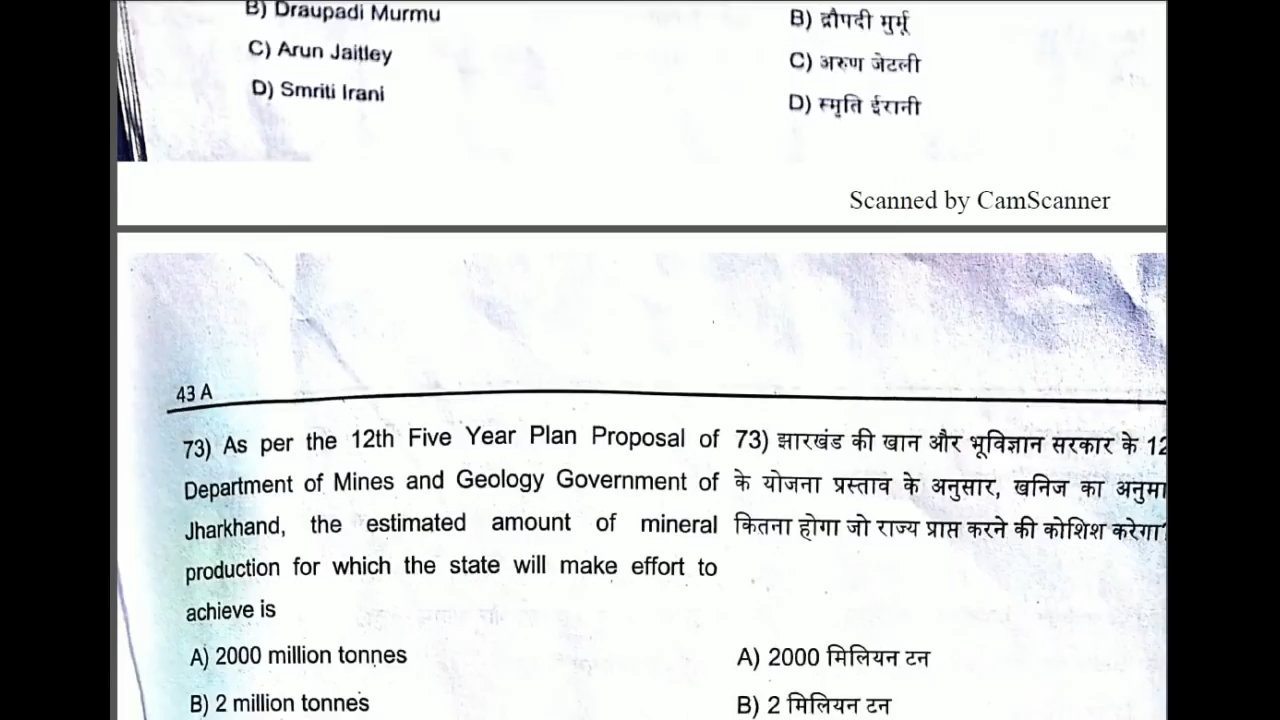 B) Draupadi Murmu
C) Arun Jaitley
D) Smriti Irani
B) द्रौपदी मुर्मू
C) अरुण जेटली
D) स्मृति ईरानी
Scanned by CamScanner
43 A
73) As per the 12th Five Year Plan Proposal of
Department of Mines and Geology Government of
Jharkhand, the estimated amount of mineral
production for which the state will make effort to
achieve is
A) 2000 million tonnes
B) 2 million tonnes
73) झारखंड की खान और भूविज्ञान सरकार के 12
के योजना प्रस्ताव के अनुसार, खनिज का अनुमा
कितना होगा जो राज्य प्राप्त करने की कोशिश करेगा?
A) 2000 मिलियन टन
B) 2 मिलियन टन